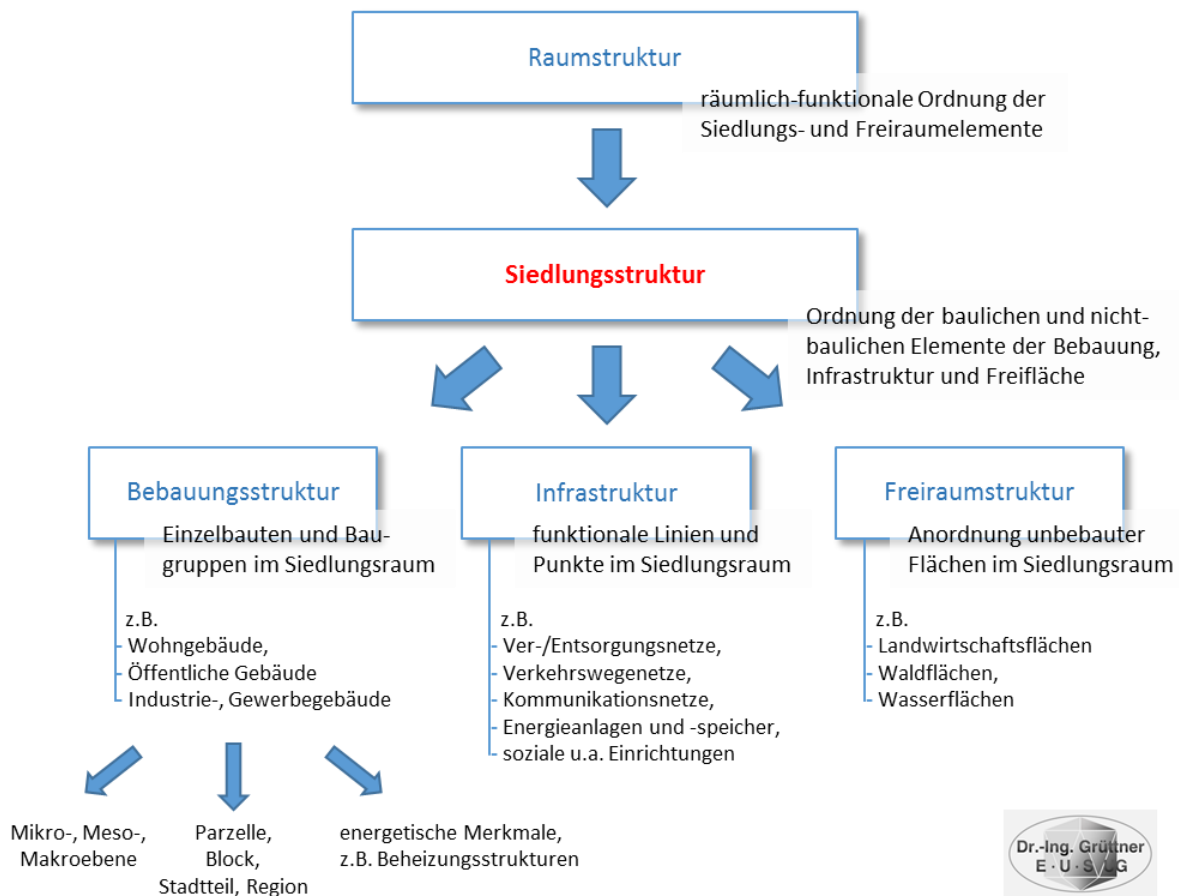 Raumstruktur
räumlich-funktionale Ordnung der
Siedlungs- und Freiraumelemente
Siedlungsstruktur
Ordnung der baulichen und nicht-
baulichen Elemente der Bebauung,
Infrastruktur und Freifläche
Bebauungsstruktur
Einzelbauten und Bau-
gruppen im Siedlungsraum
z.B.
- Wohngebäude,
- Öffentliche Gebäude
- Industrie-, Gewerbegebäude
Infrastruktur
funktionale Linien und
Punkte im Siedlungsraum
z.B.
- Ver-/Entsorgungsnetze,
- Verkehrswegenetze,
- Kommunikationsnetze,
- Energieanlagen und -speicher,
- soziale u.a. Einrichtungen
Freiraumstruktur
Anordnung unbebauter
Flächen im Siedlungsraum
z.B.
- Landwirtschaftsflächen
- Waldflächen,
- Wasserflächen
Mikro-, Meso-,
Makroebene
Parzelle,
Block,
Stadtteil, Region
energetische Merkmale,
z.B. Beheizungsstrukturen
Dr.-Ing. Grüttner
E · U · S UG